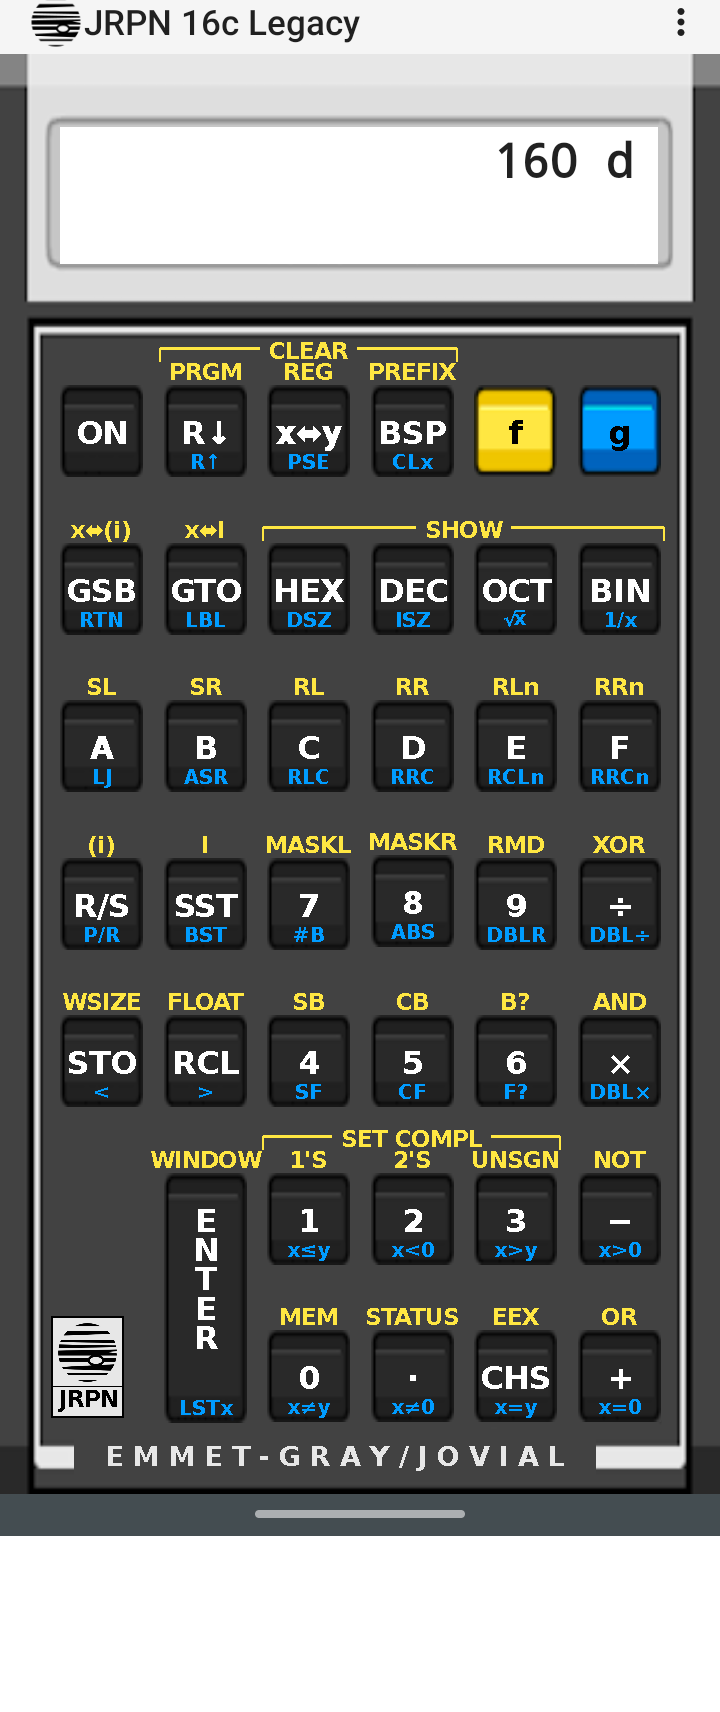 JRPN 16c Legacy
160 d
CLEAR
PRGM REG PREFIX
ON R↓ x⬌y BSP f g
R↑ PSE CLx
x⬌(i) x⬌I SHOW
GSB GTO HEX DEC OCT BIN
RTN LBL DSZ ISZ √x̅ 1/x
SL SR RL RR RLn RRn
A B C D E F
LJ ASR RLC RRC RCLn RRCn
(i) I MASKL MASKR RMD XOR
R/S SST 7 8 9 ÷
P/R BST #B ABS DBLR DBL÷
WSIZE FLOAT SB CB B? AND
STO RCL 4 5 6 ×
< > SF CF F? DBL×
SET COMPL
WINDOW 1'S 2'S UNSGN NOT
ENTER 1 2 3 −
x≤y x<0 x>y x>0
MEM STATUS EEX OR
0 · CHS +
JRPN LSTx x≠y x≠0 x=y x=0
EMMET-GRAY/JOVIAL